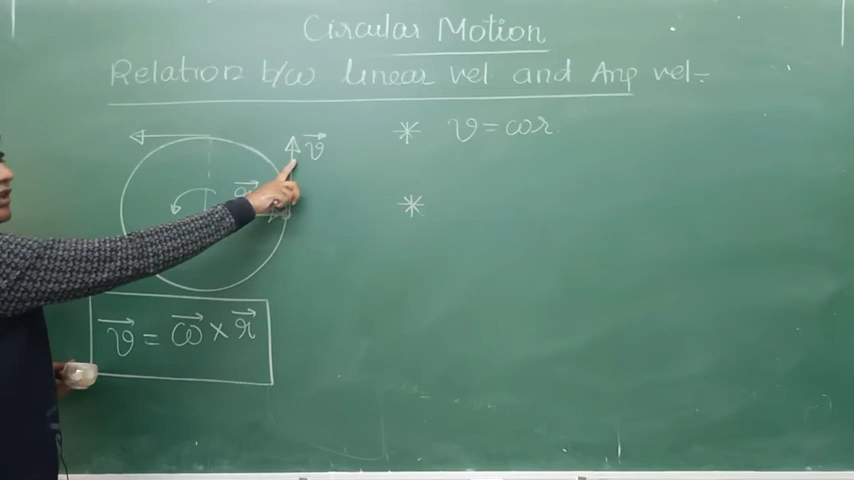 Circular Motion
Relation b/w linear vel and Ang vel:-
v⃗
* v = ωr
r⃗
*
v⃗ = ω⃗ × r⃗